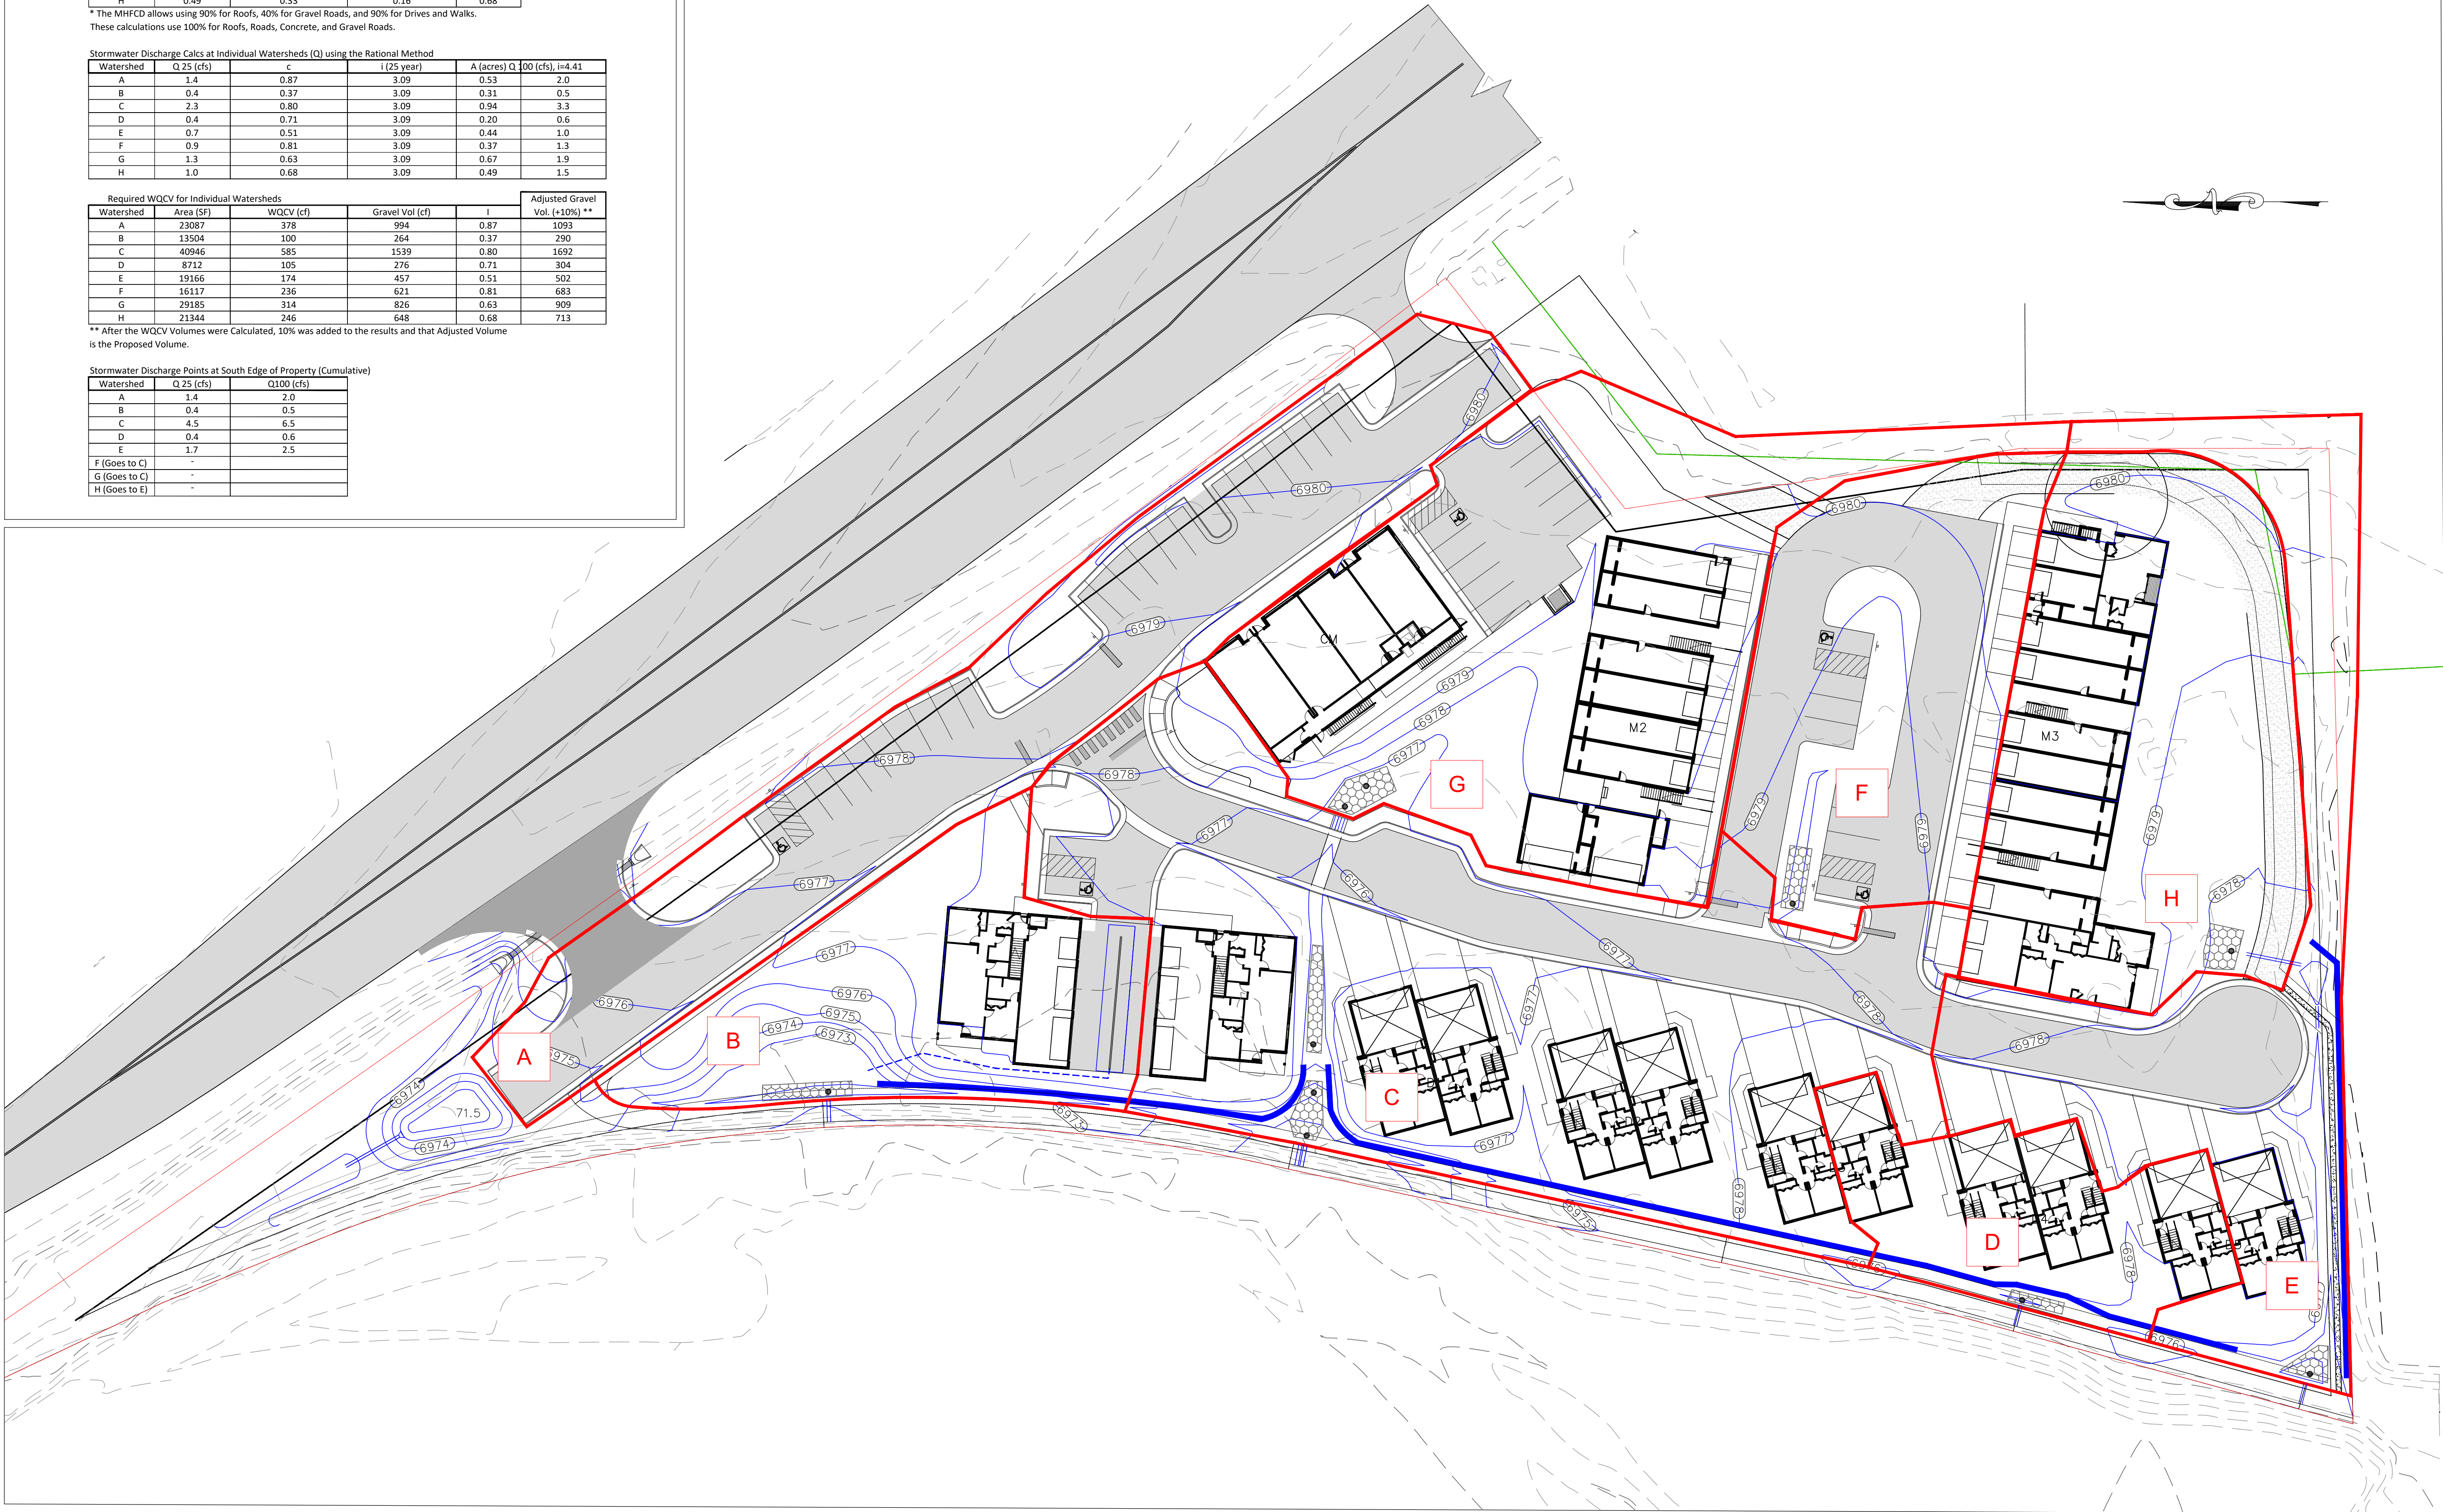 H 0.49 0.33 0.16 0.68
* The MHFCD allows using 90% for Roofs, 40% for Gravel Roads, and 90% for Drives and Walks.
These calculations use 100% for Roofs, Roads, Concrete, and Gravel Roads.
Stormwater Discharge Calcs at Individual Watersheds (Q) using the Rational Method
Watershed Q 25 (cfs) c i (25 year) A (acres) Q 100 (cfs), i=4.41
A 1.4 0.87 3.09 0.53 2.0
B 0.4 0.37 3.09 0.31 0.5
C 2.3 0.80 3.09 0.94 3.3
D 0.4 0.71 3.09 0.20 0.6
E 0.7 0.51 3.09 0.44 1.0
F 0.9 0.81 3.09 0.37 1.3
G 1.3 0.63 3.09 0.67 1.9
H 1.0 0.68 3.09 0.49 1.5
Required WQCV for Individual Watersheds Adjusted Gravel
Watershed Area (SF) WQCV (cf) Gravel Vol (cf) I Vol. (+10%) **
A 23087 378 994 0.87 1093
B 13504 100 264 0.37 290
C 40946 585 1539 0.80 1692
D 8712 105 276 0.71 304
E 19166 174 457 0.51 502
F 16117 236 621 0.81 683
G 29185 314 826 0.63 909
H 21344 246 648 0.68 713
** After the WQCV Volumes were Calculated, 10% was added to the results and that Adjusted Volume
is the Proposed Volume.
Stormwater Discharge Points at South Edge of Property (Cumulative)
Watershed Q 25 (cfs) Q100 (cfs)
A 1.4 2.0
B 0.4 0.5
C 4.5 6.5
D 0.4 0.6
E 1.7 2.5
F (Goes to C) -
G (Goes to C) -
H (Goes to E) -
6980
6980
6980
6980
6979
CM
6979
6978
6977
M2
M3
G
F
H
6979
6979
6979
6978
6978
6978
6977
6977
6976
6977
6977
6976
6975
6974
6973
6976
6975
A
B
C
D
E
6974
71.5
6974
6973
6977
6977
6977
6978
6978
6978
6975
6976
6978
6976